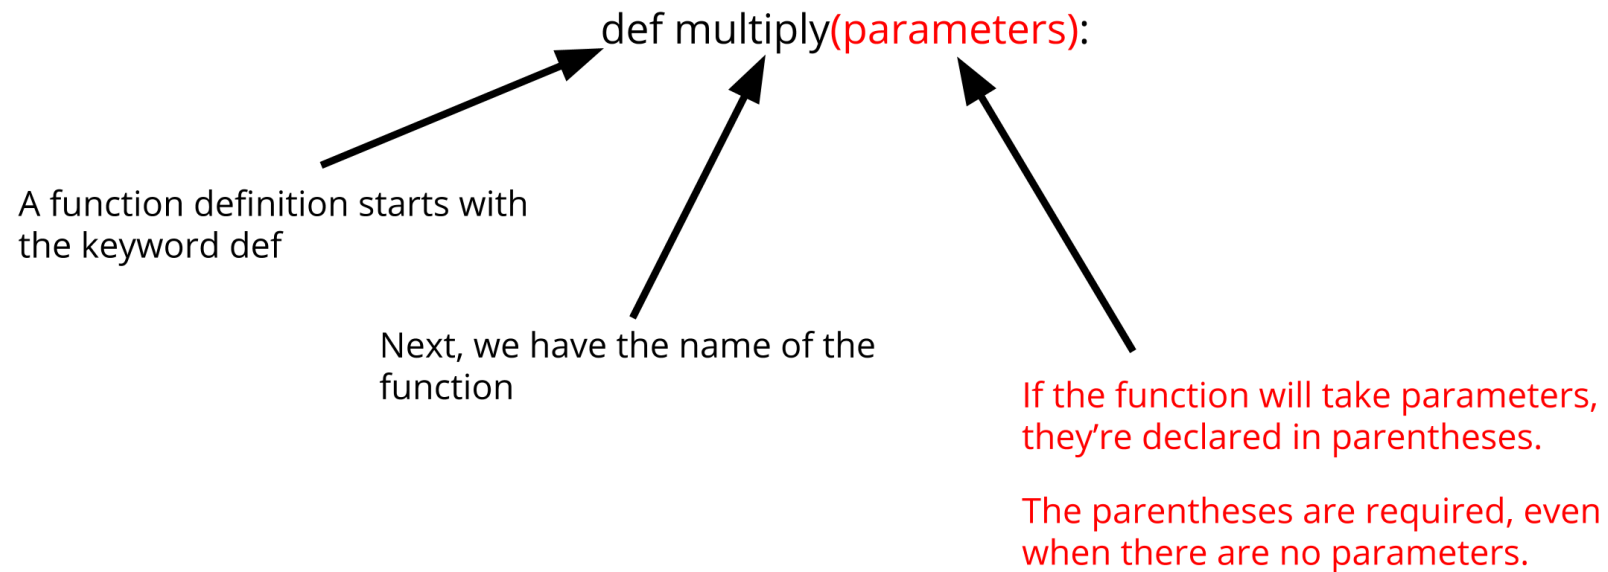 def multiply(parameters):
A function definition starts with
the keyword def
Next, we have the name of the
function
If the function will take parameters,
they’re declared in parentheses.
The parentheses are required, even
when there are no parameters.